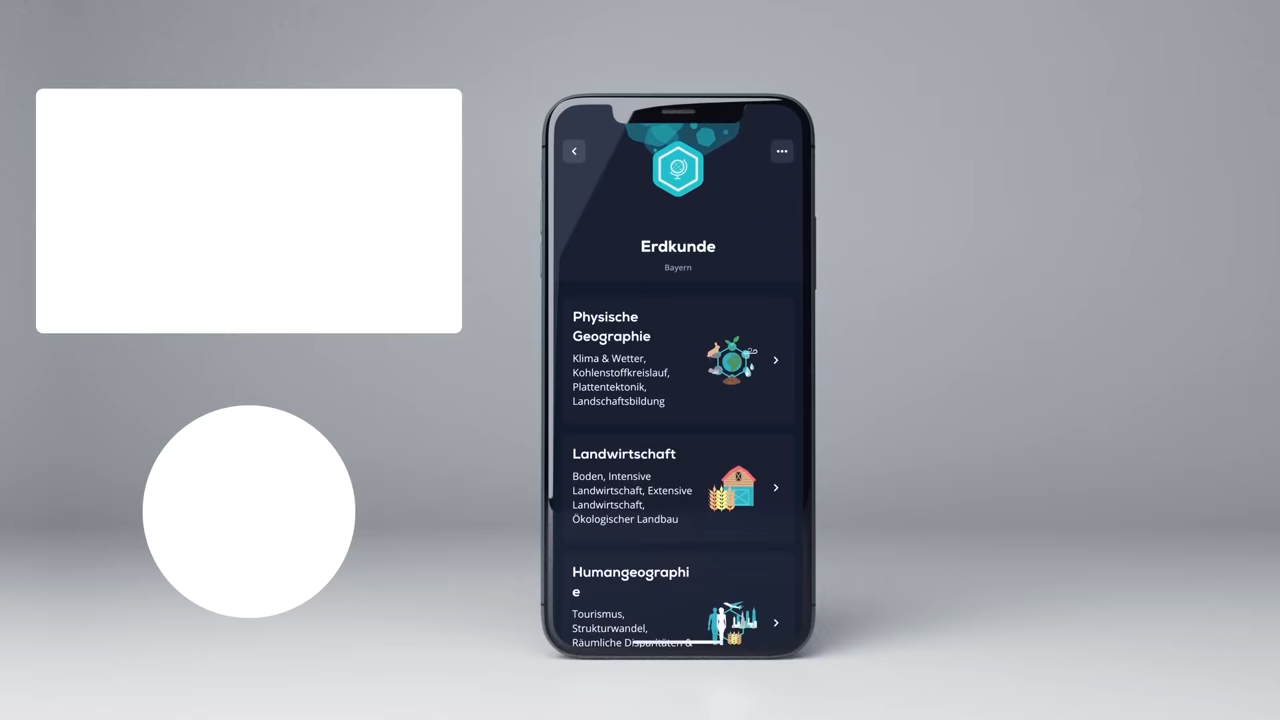 Erdkunde
Bayern
Physische
Geographie
Klima & Wetter,
Kohlenstoffkreislauf,
Plattentektonik,
Landschaftsbildung
Landwirtschaft
Boden, Intensive
Landwirtschaft, Extensive
Landwirtschaft,
Ökologischer Landbau
Humangeographi
e
Tourismus,
Strukturwandel,
Räumliche Disparitäten &